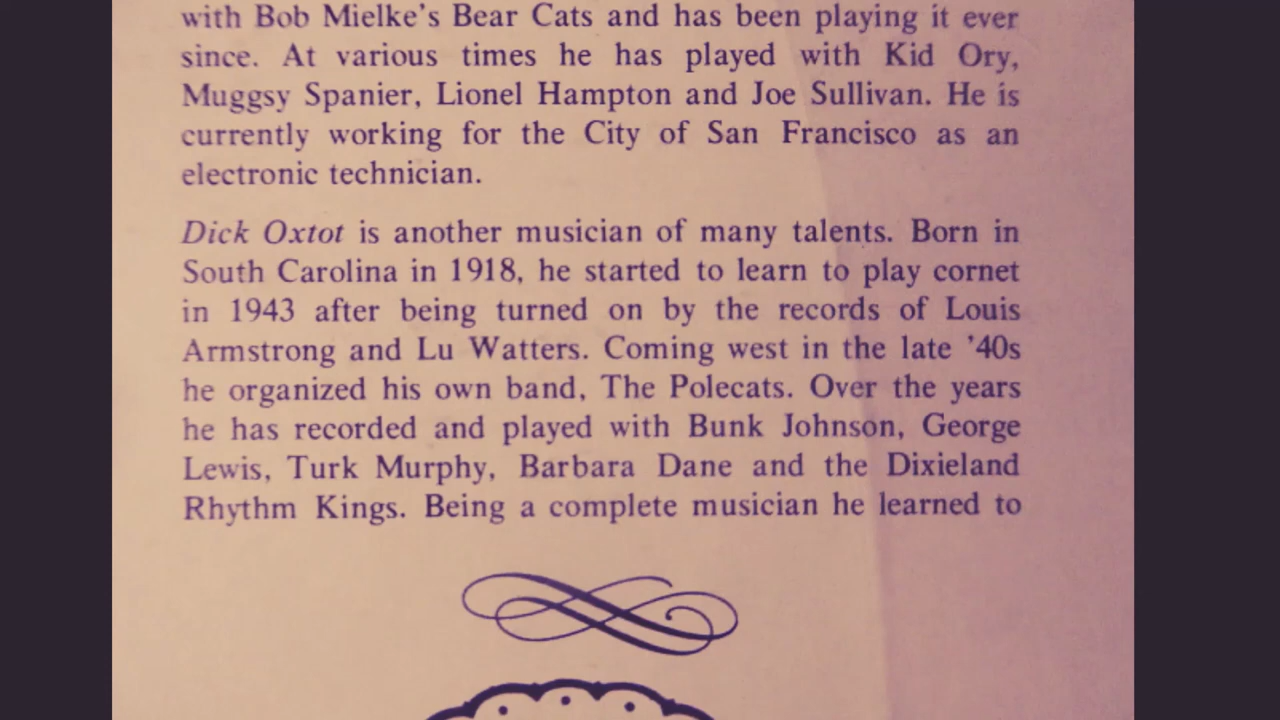 with Bob Mielke's Bear Cats and has been playing it ever
since. At various times he has played with Kid Ory,
Muggsy Spanier, Lionel Hampton and Joe Sullivan. He is
currently working for the City of San Francisco as an
electronic technician.
Dick Oxtot is another musician of many talents. Born in
South Carolina in 1918, he started to learn to play cornet
in 1943 after being turned on by the records of Louis
Armstrong and Lu Watters. Coming west in the late '40s
he organized his own band, The Polecats. Over the years
he has recorded and played with Bunk Johnson, George
Lewis, Turk Murphy, Barbara Dane and the Dixieland
Rhythm Kings. Being a complete musician he learned to